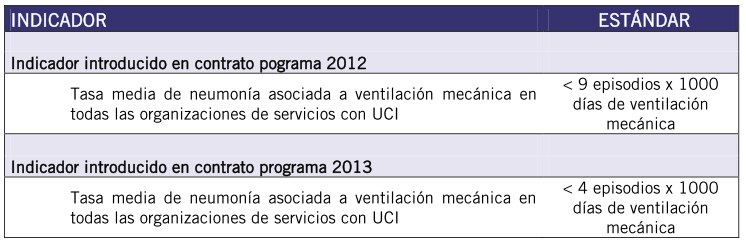 INDICADOR ESTÁNDAR
Indicador introducido en contrato pograma 2012
Tasa media de neumonía asociada a ventilación mecánica en
todas las organizaciones de servicios con UCI
< 9 episodios x 1000
días de ventilación
mecánica
Indicador introducido en contrato programa 2013
Tasa media de neumonía asociada a ventilación mecánica en
todas las organizaciones de servicios con UCI
< 4 episodios x 1000
días de ventilación
mecánica